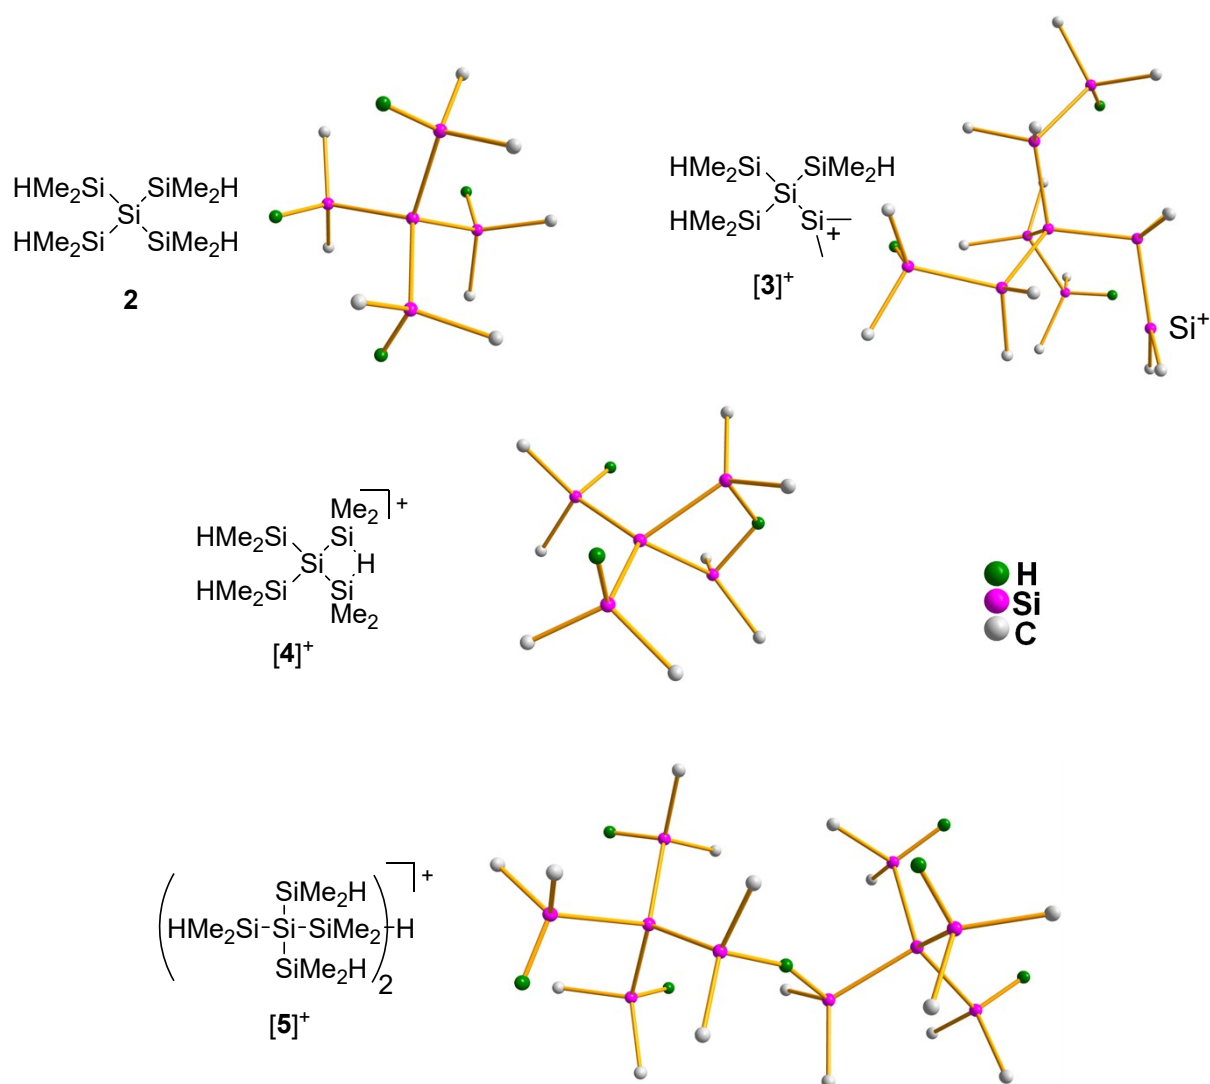 HMe2Si SiMe2H
Si
HMe2Si SiMe2H
2
HMe2Si SiMe2H
Si
HMe2Si Si
+
[3]+
Si+
Me2 +
HMe2Si Si
Si H
HMe2Si Si
Me2
[4]+
H
Si
C
+
SiMe2H
(HMe2Si-Si-SiMe2)-H
SiMe2H 2
[5]+